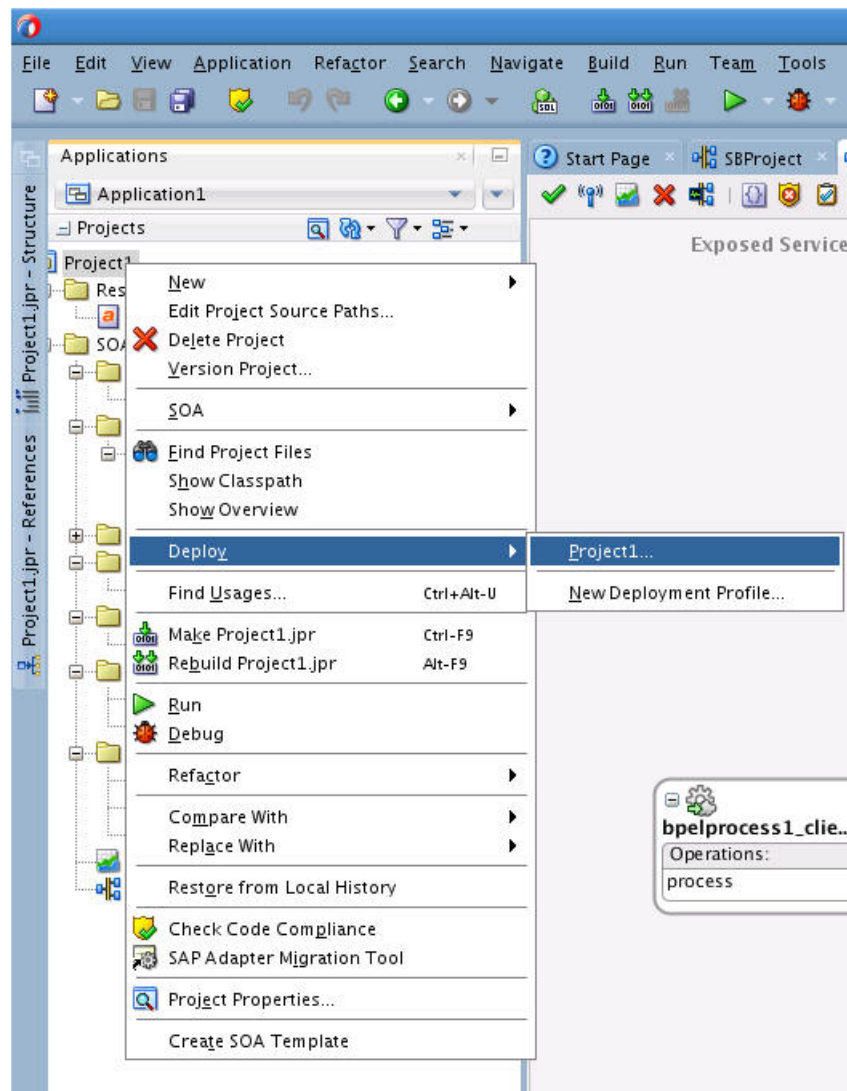 File Edit View Application Refactor Search Navigate Build Run Team Tools
Applications
Start Page
SBProject
Application1
Projects
Exposed Service
Project1
Res
SOA
New
Edit Project Source Paths...
Delete Project
Version Project...
SOA
Find Project Files
Show Classpath
Show Overview
Deploy
Project1...
New Deployment Profile...
Find Usages... Ctrl+Alt-U
Make Project1.jpr Ctrl-F9
Rebuild Project1.jpr Alt-F9
Run
Debug
Refactor
Compare With
Replace With
Restore from Local History
Check Code Compliance
SAP Adapter Migration Tool
Project Properties...
Create SOA Template
bpelprocess1_clie...
Operations:
process
Project1.jpr - Structure
Project1.jpr - References